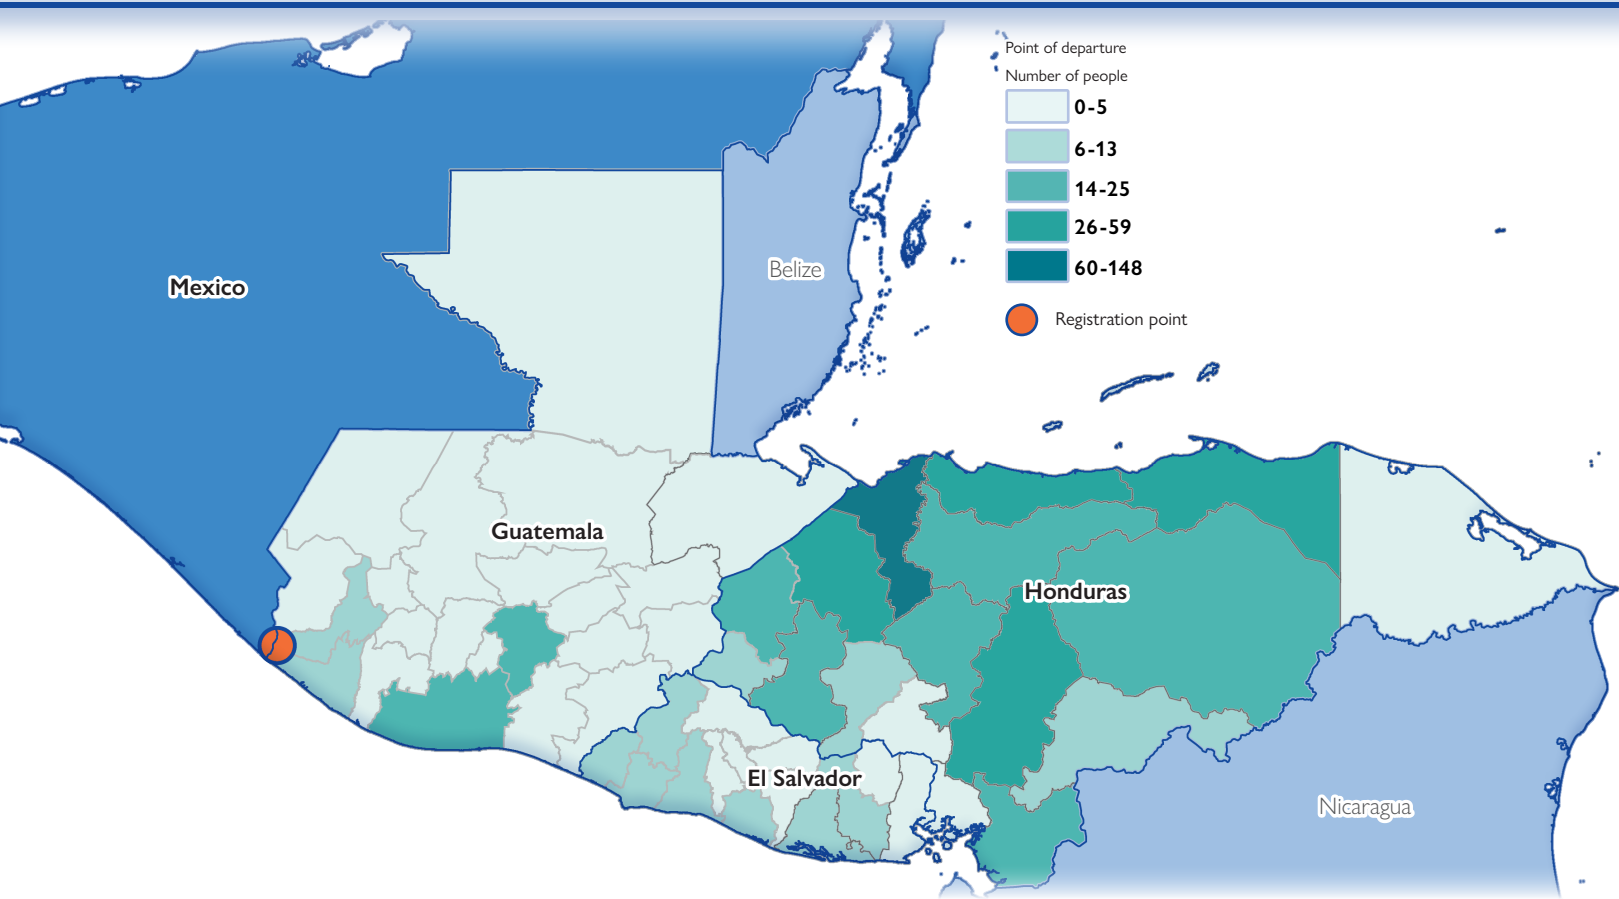 Point of departure
Number of people
0-5
6-13
14-25
26-59
60-148
Registration point
Mexico
Belize
Guatemala
Honduras
El Salvador
Nicaragua